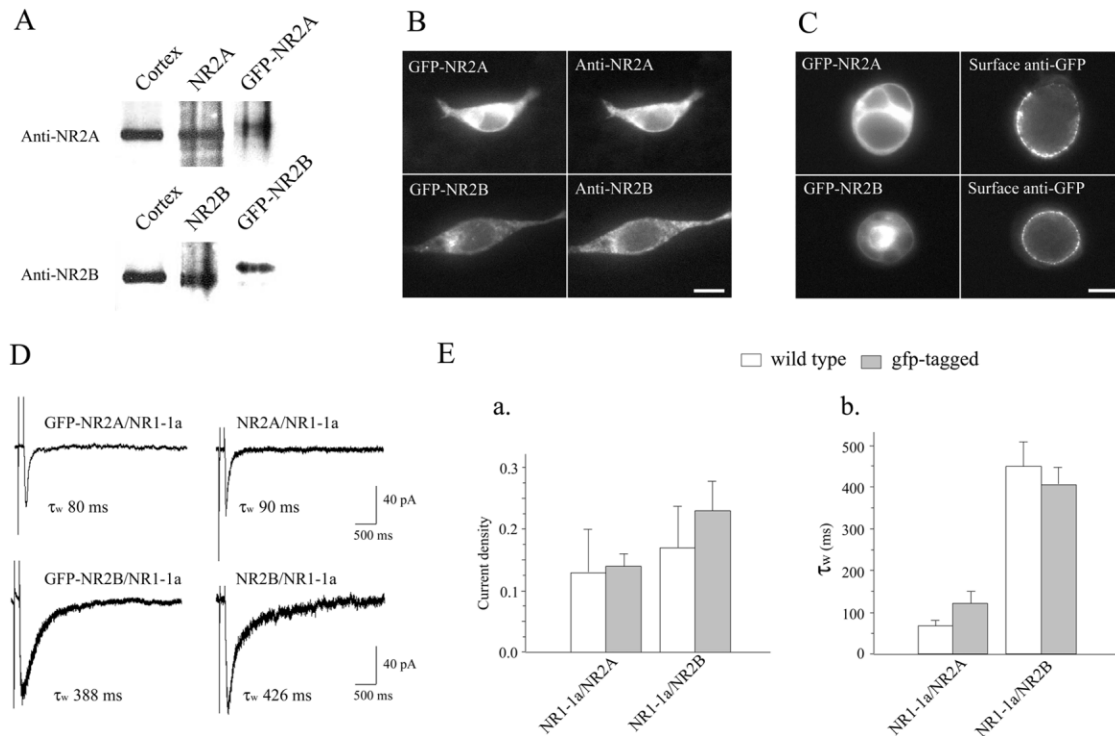 A
Cortex
NR2A
GFP-NR2A
Anti-NR2A
Cortex
NR2B
GFP-NR2B
Anti-NR2B
B
GFP-NR2A
Anti-NR2A
GFP-NR2B
Anti-NR2B
C
GFP-NR2A
Surface anti-GFP
GFP-NR2B
Surface anti-GFP
D
GFP-NR2A/NR1-1a
τw 80 ms
NR2A/NR1-1a
τw 90 ms
40 pA
500 ms
GFP-NR2B/NR1-1a
τw 388 ms
NR2B/NR1-1a
τw 426 ms
40 pA
500 ms
E
wild type
gfp-tagged
a.
Current density
0.3
0.2
0.1
0.0
NR1-1a/NR2A
NR1-1a/NR2B
b.
τw (ms)
500
400
300
200
100
0
NR1-1a/NR2A
NR1-1a/NR2B